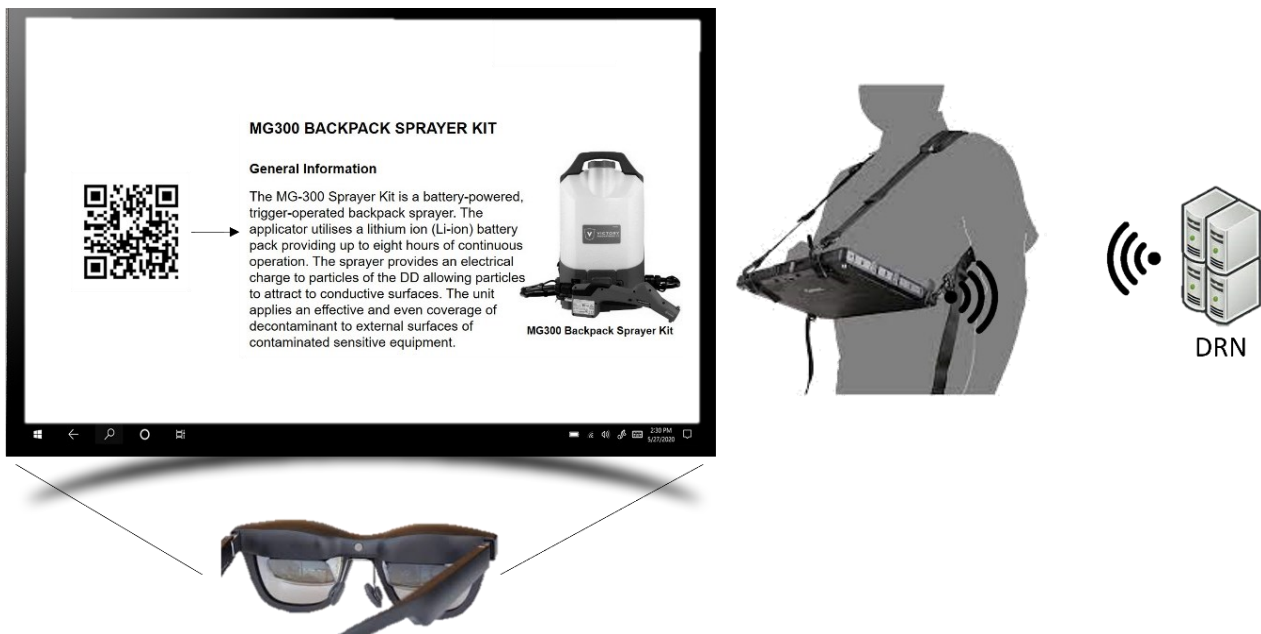 MG300 BACKPACK SPRAYER KIT
General Information
The MG-300 Sprayer Kit is a battery-powered,
trigger-operated backpack sprayer. The
applicator utilises a lithium ion (Li-ion) battery
pack providing up to eight hours of continuous
operation. The sprayer provides an electrical
charge to particles of the DD allowing particles
to attract to conductive surfaces. The unit
applies an effective and even coverage of
decontaminant to external surfaces of
contaminated sensitive equipment.
MG300 Backpack Sprayer Kit
2:30 PM
5/27/2020
DRN